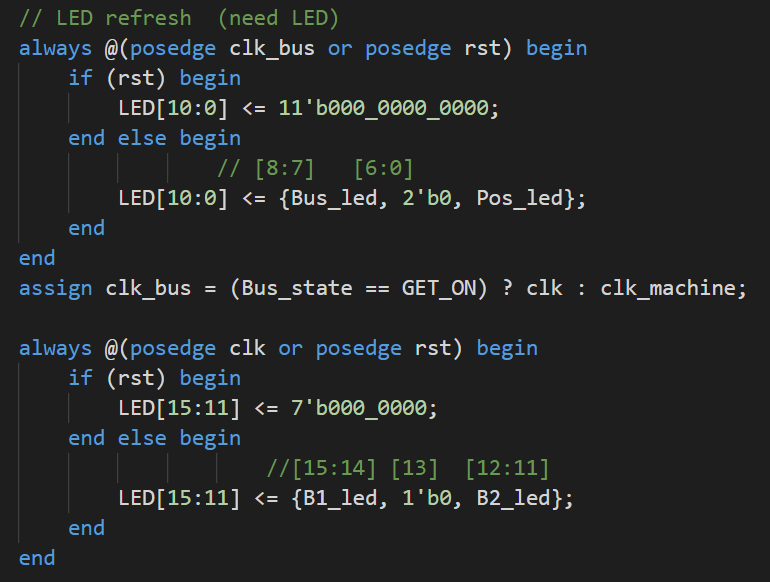 // LED refresh  (need LED)
always @(posedge clk_bus or posedge rst) begin
    if (rst) begin
        LED[10:0] <= 11'b000_0000_0000;
    end else begin
                // [8:7]   [6:0]
        LED[10:0] <= {Bus_led, 2'b0, Pos_led};
    end
end
assign clk_bus = (Bus_state == GET_ON) ? clk : clk_machine;

always @(posedge clk or posedge rst) begin
    if (rst) begin
        LED[15:11] <= 7'b000_0000;
    end else begin
                    //[15:14] [13]  [12:11]
        LED[15:11] <= {B1_led, 1'b0, B2_led};
    end
end